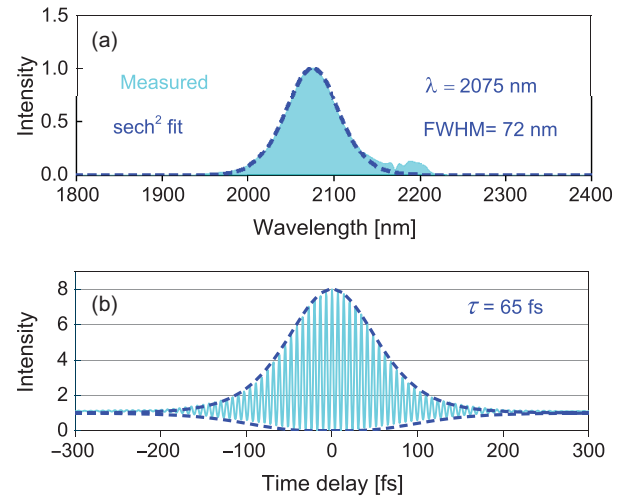 (a)
1.5
1.0
0.5
0.0
Intensity
Measured
sech² fit
λ = 2075 nm
FWHM= 72 nm
1800 1900 2000 2100 2200 2300 2400
Wavelength [nm]
(b)
8
6
4
2
0
Intensity
τ = 65 fs
−300 −200 −100 0 100 200 300
Time delay [fs]